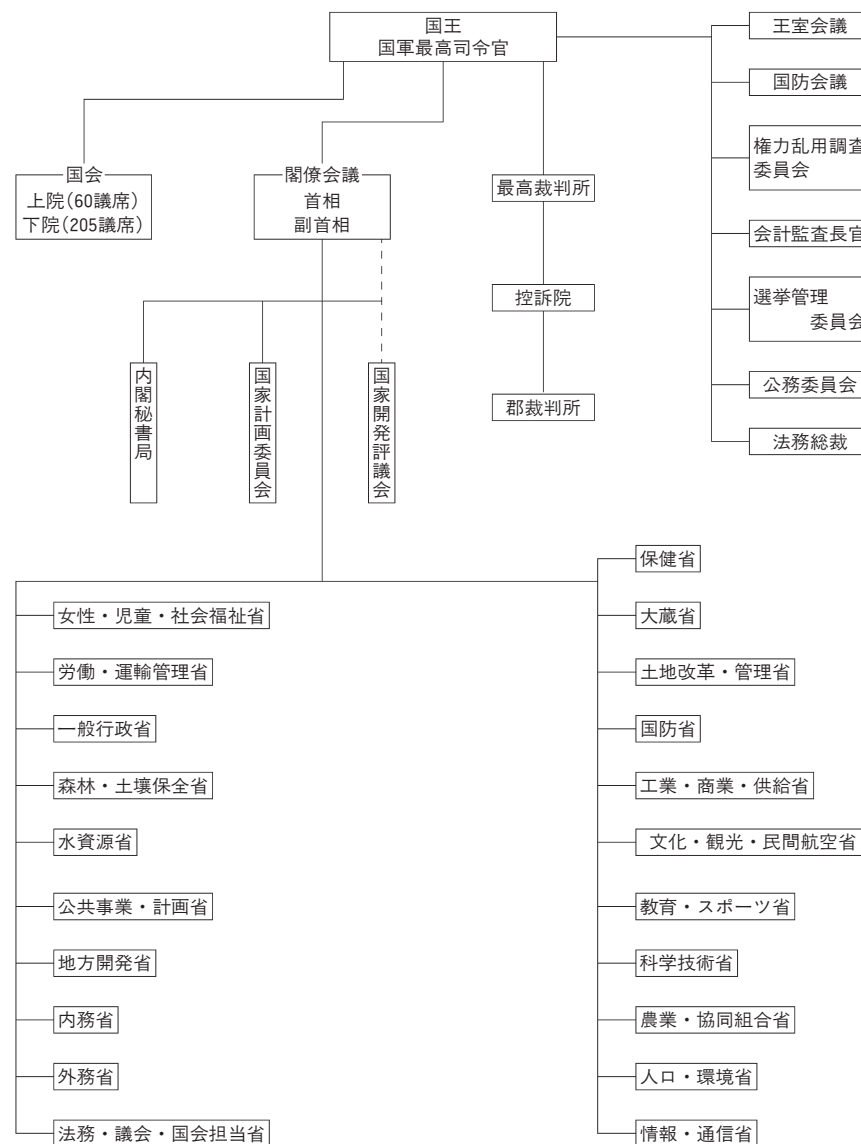 国王
国軍最高司令官
王室会議
国防会議
権力乱用調査
委員会
会計監査長官
選挙管理
委員会
公務委員会
法務総裁
国会
上院(60議席)
下院(205議席)
閣僚会議
首相
副首相
最高裁判所
控訴院
郡裁判所
内閣秘書局
国家計画委員会
国家開発評議会
女性・児童・社会福祉省
労働・運輸管理省
一般行政省
森林・土壌保全省
水資源省
公共事業・計画省
地方開発省
内務省
外務省
法務・議会・国会担当省
保健省
大蔵省
土地改革・管理省
国防省
工業・商業・供給省
文化・観光・民間航空省
教育・スポーツ省
科学技術省
農業・協同組合省
人口・環境省
情報・通信省